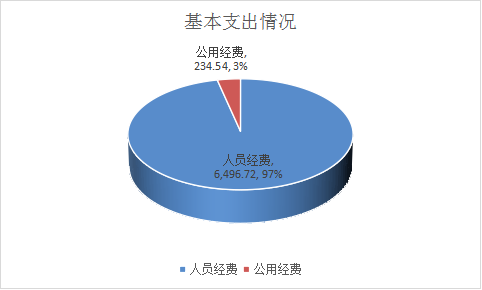 基本支出情况
公用经费,
234.54, 3%
人员经费,
6,496.72, 97%
人员经费 公用经费